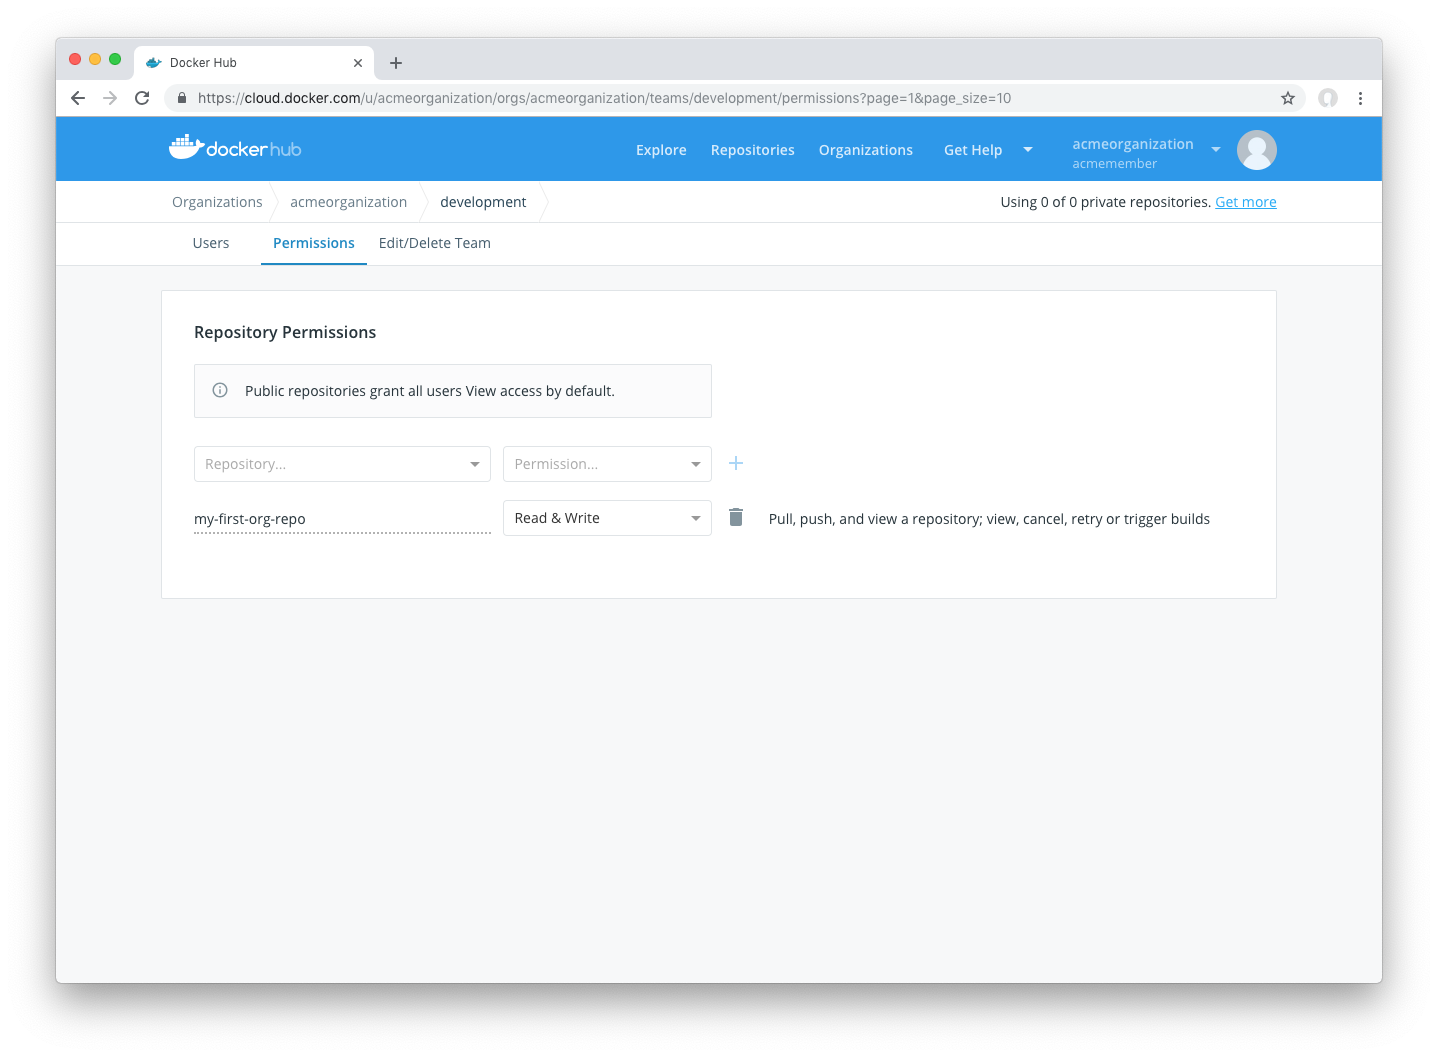 Docker Hub
https://cloud.docker.com/u/acmeorganization/orgs/acmeorganization/teams/development/permissions?page=1&page_size=10
docker hub
Explore Repositories Organizations Get Help acmeorganization
acmemember
Organizations acmeorganization development Using 0 of 0 private repositories. Get more
Users Permissions Edit/Delete Team
Repository Permissions
Public repositories grant all users View access by default.
Repository... Permission...
my-first-org-repo Read & Write Pull, push, and view a repository; view, cancel, retry or trigger builds